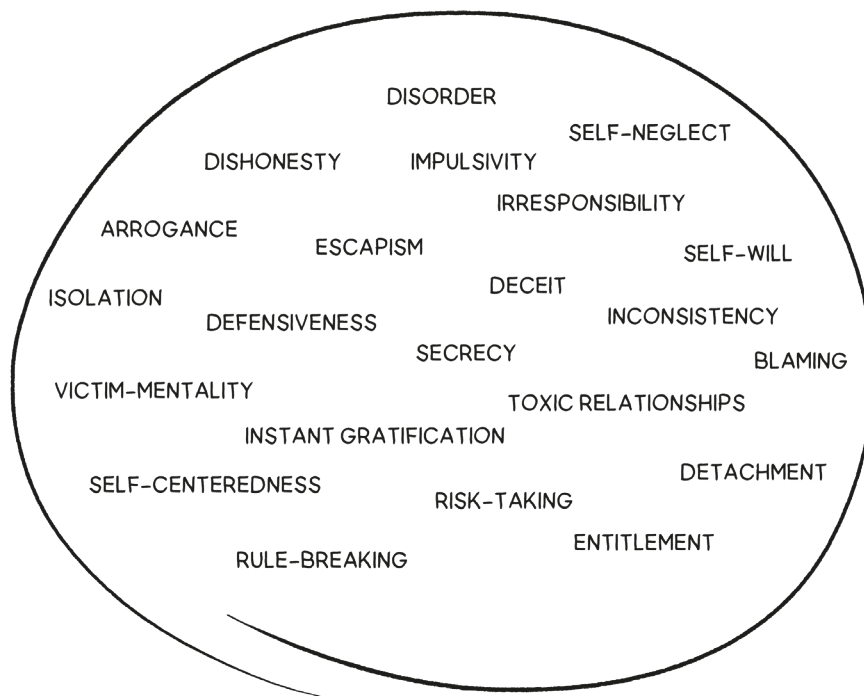 DISORDER
SELF-NEGLECT
DISHONESTY
IMPULSIVITY
IRRESPONSIBILITY
ARROGANCE
ESCAPISM
SELF-WILL
DECEIT
ISOLATION
INCONSISTENCY
DEFENSIVENESS
SECRECY
BLAMING
VICTIM-MENTALITY
TOXIC RELATIONSHIPS
INSTANT GRATIFICATION
DETACHMENT
SELF-CENTEREDNESS
RISK-TAKING
ENTITLEMENT
RULE-BREAKING